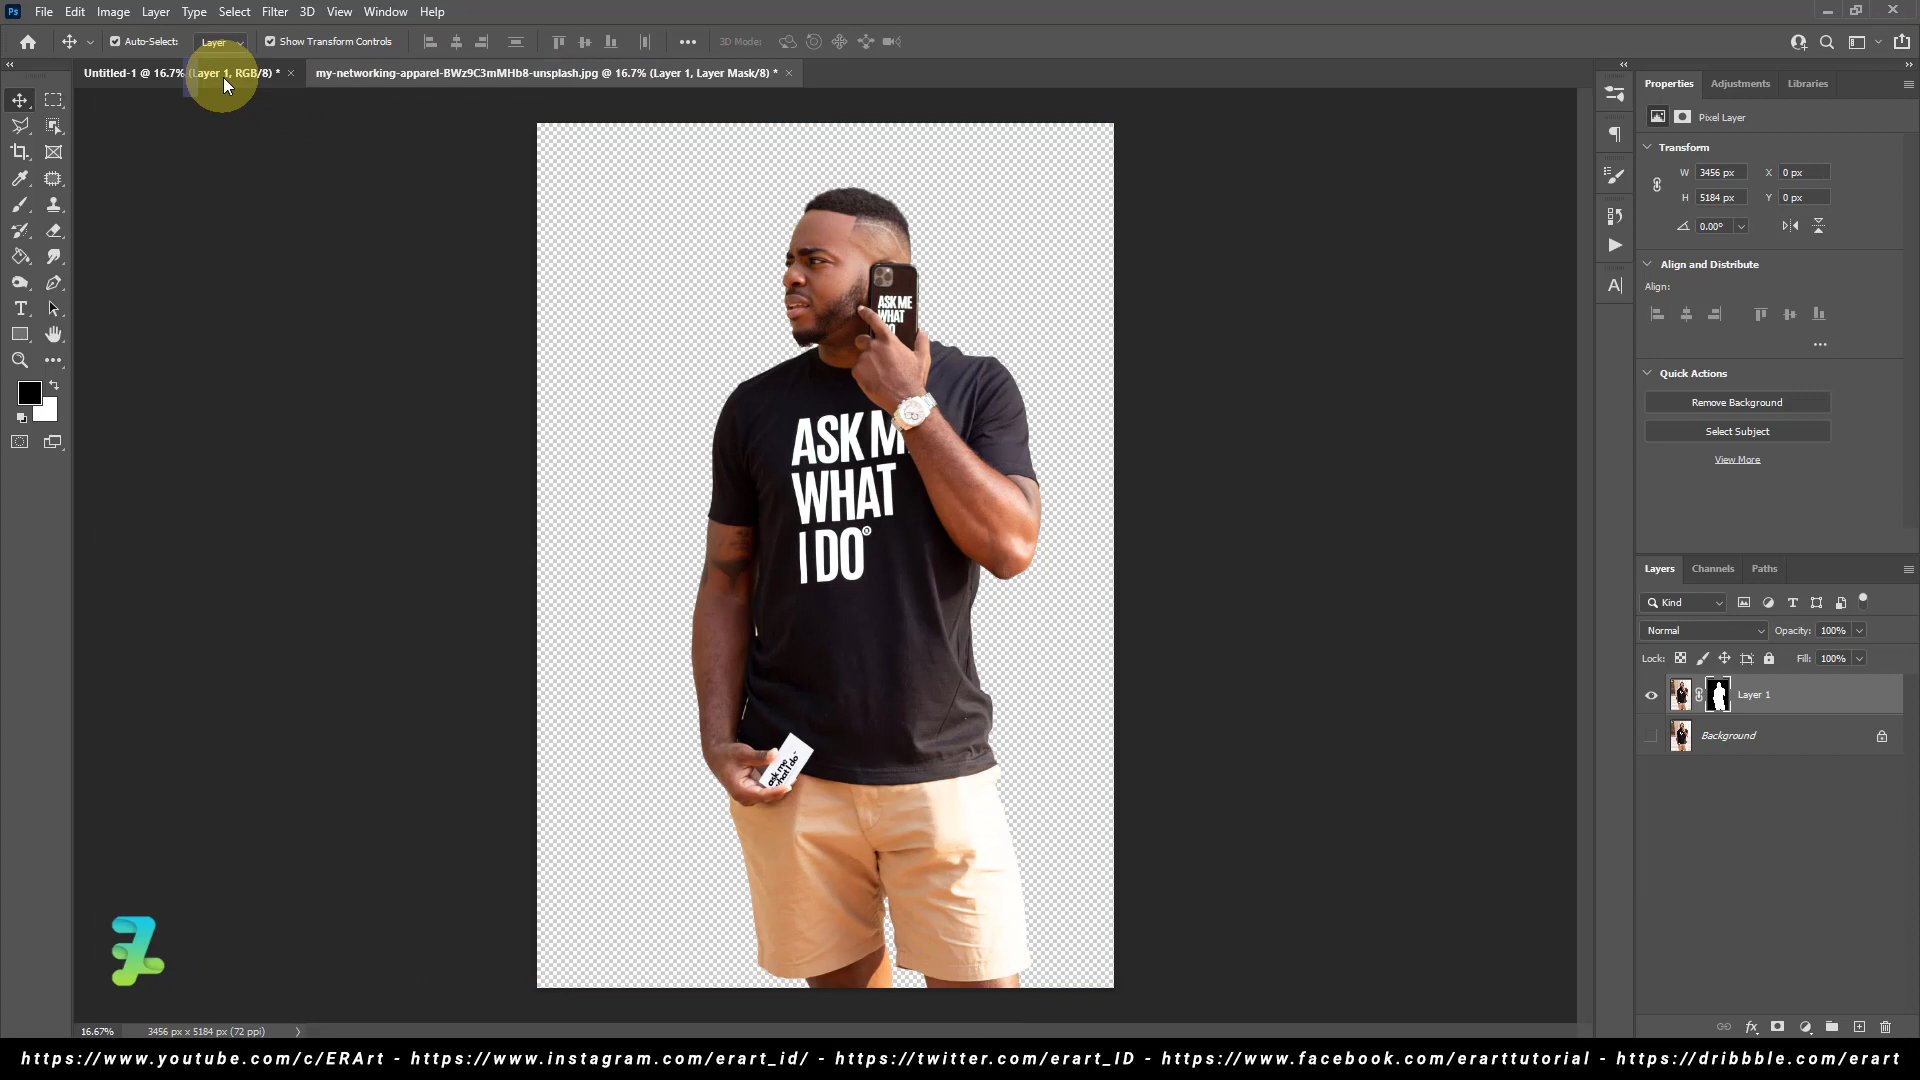 Ps File Edit Image Layer Type Select Filter 3D View Window Help
Auto-Select: Layer Show Transform Controls 3D Mode:
Untitled-1 @ 16.7% (Layer 1, RGB/8) * × my-networking-apparel-BWz9C3mMHb8-unsplash.jpg @ 16.7% (Layer 1, Layer Mask/8) * ×
Properties Adjustments Libraries
Pixel Layer
Transform
W 3456 px X 0 px
H 5184 px Y 0 px
0.00°
Align and Distribute
Align:
Quick Actions
Remove Background
Select Subject
View More
Layers Channels Paths
Kind
Normal Opacity: 100%
Lock: Fill: 100%
Layer 1
Background
ASK ME
WHAT
ASK ME
WHAT
I DO®
ask me
what I do
16.67% 3456 px x 5184 px (72 ppi)
https://www.youtube.com/c/ERArt - https://www.instagram.com/erart_id/ - https://twitter.com/erart_ID - https://www.facebook.com/erarttutorial - https://dribbble.com/erart